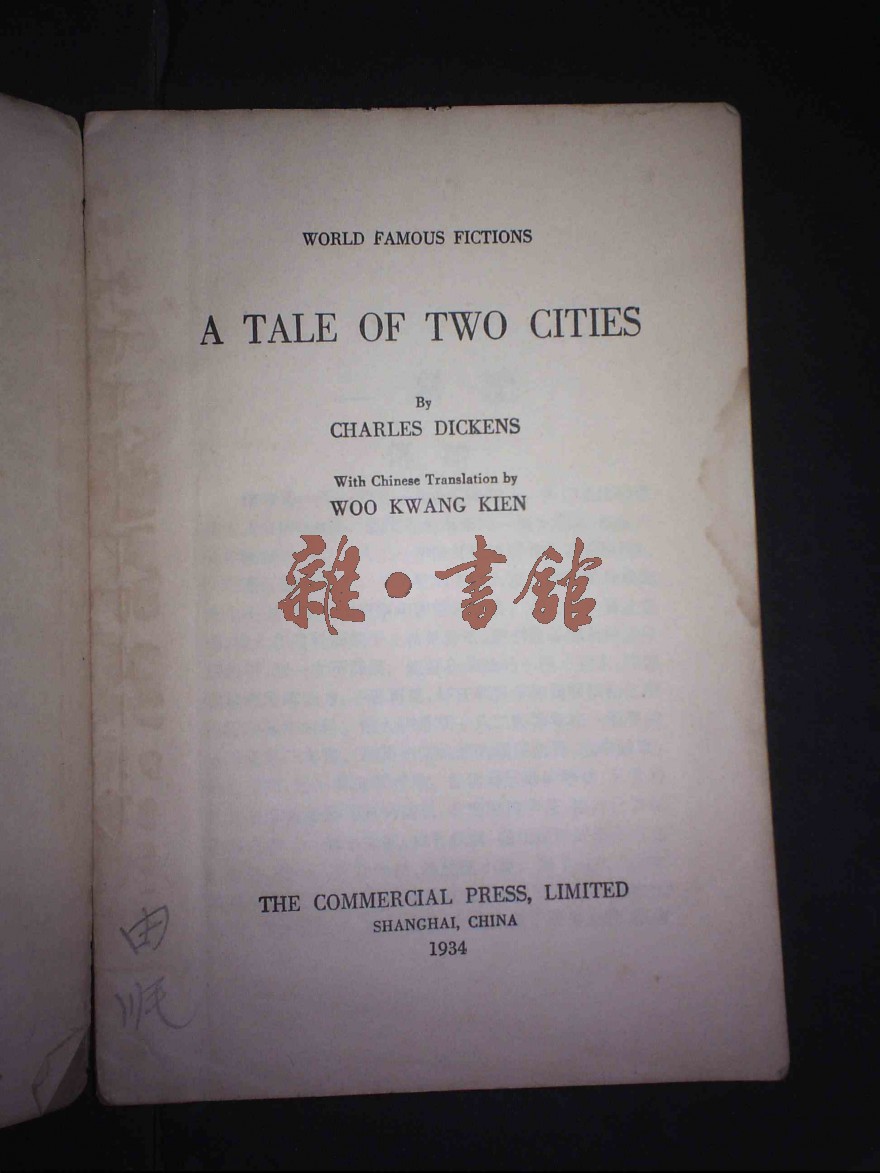 WORLD FAMOUS FICTIONS
A TALE OF TWO CITIES
By
CHARLES DICKENS
With Chinese Translation by
WOO KWANG KIEN
雜·書館
THE COMMERCIAL PRESS, LIMITED
SHANGHAI, CHINA
1934
由